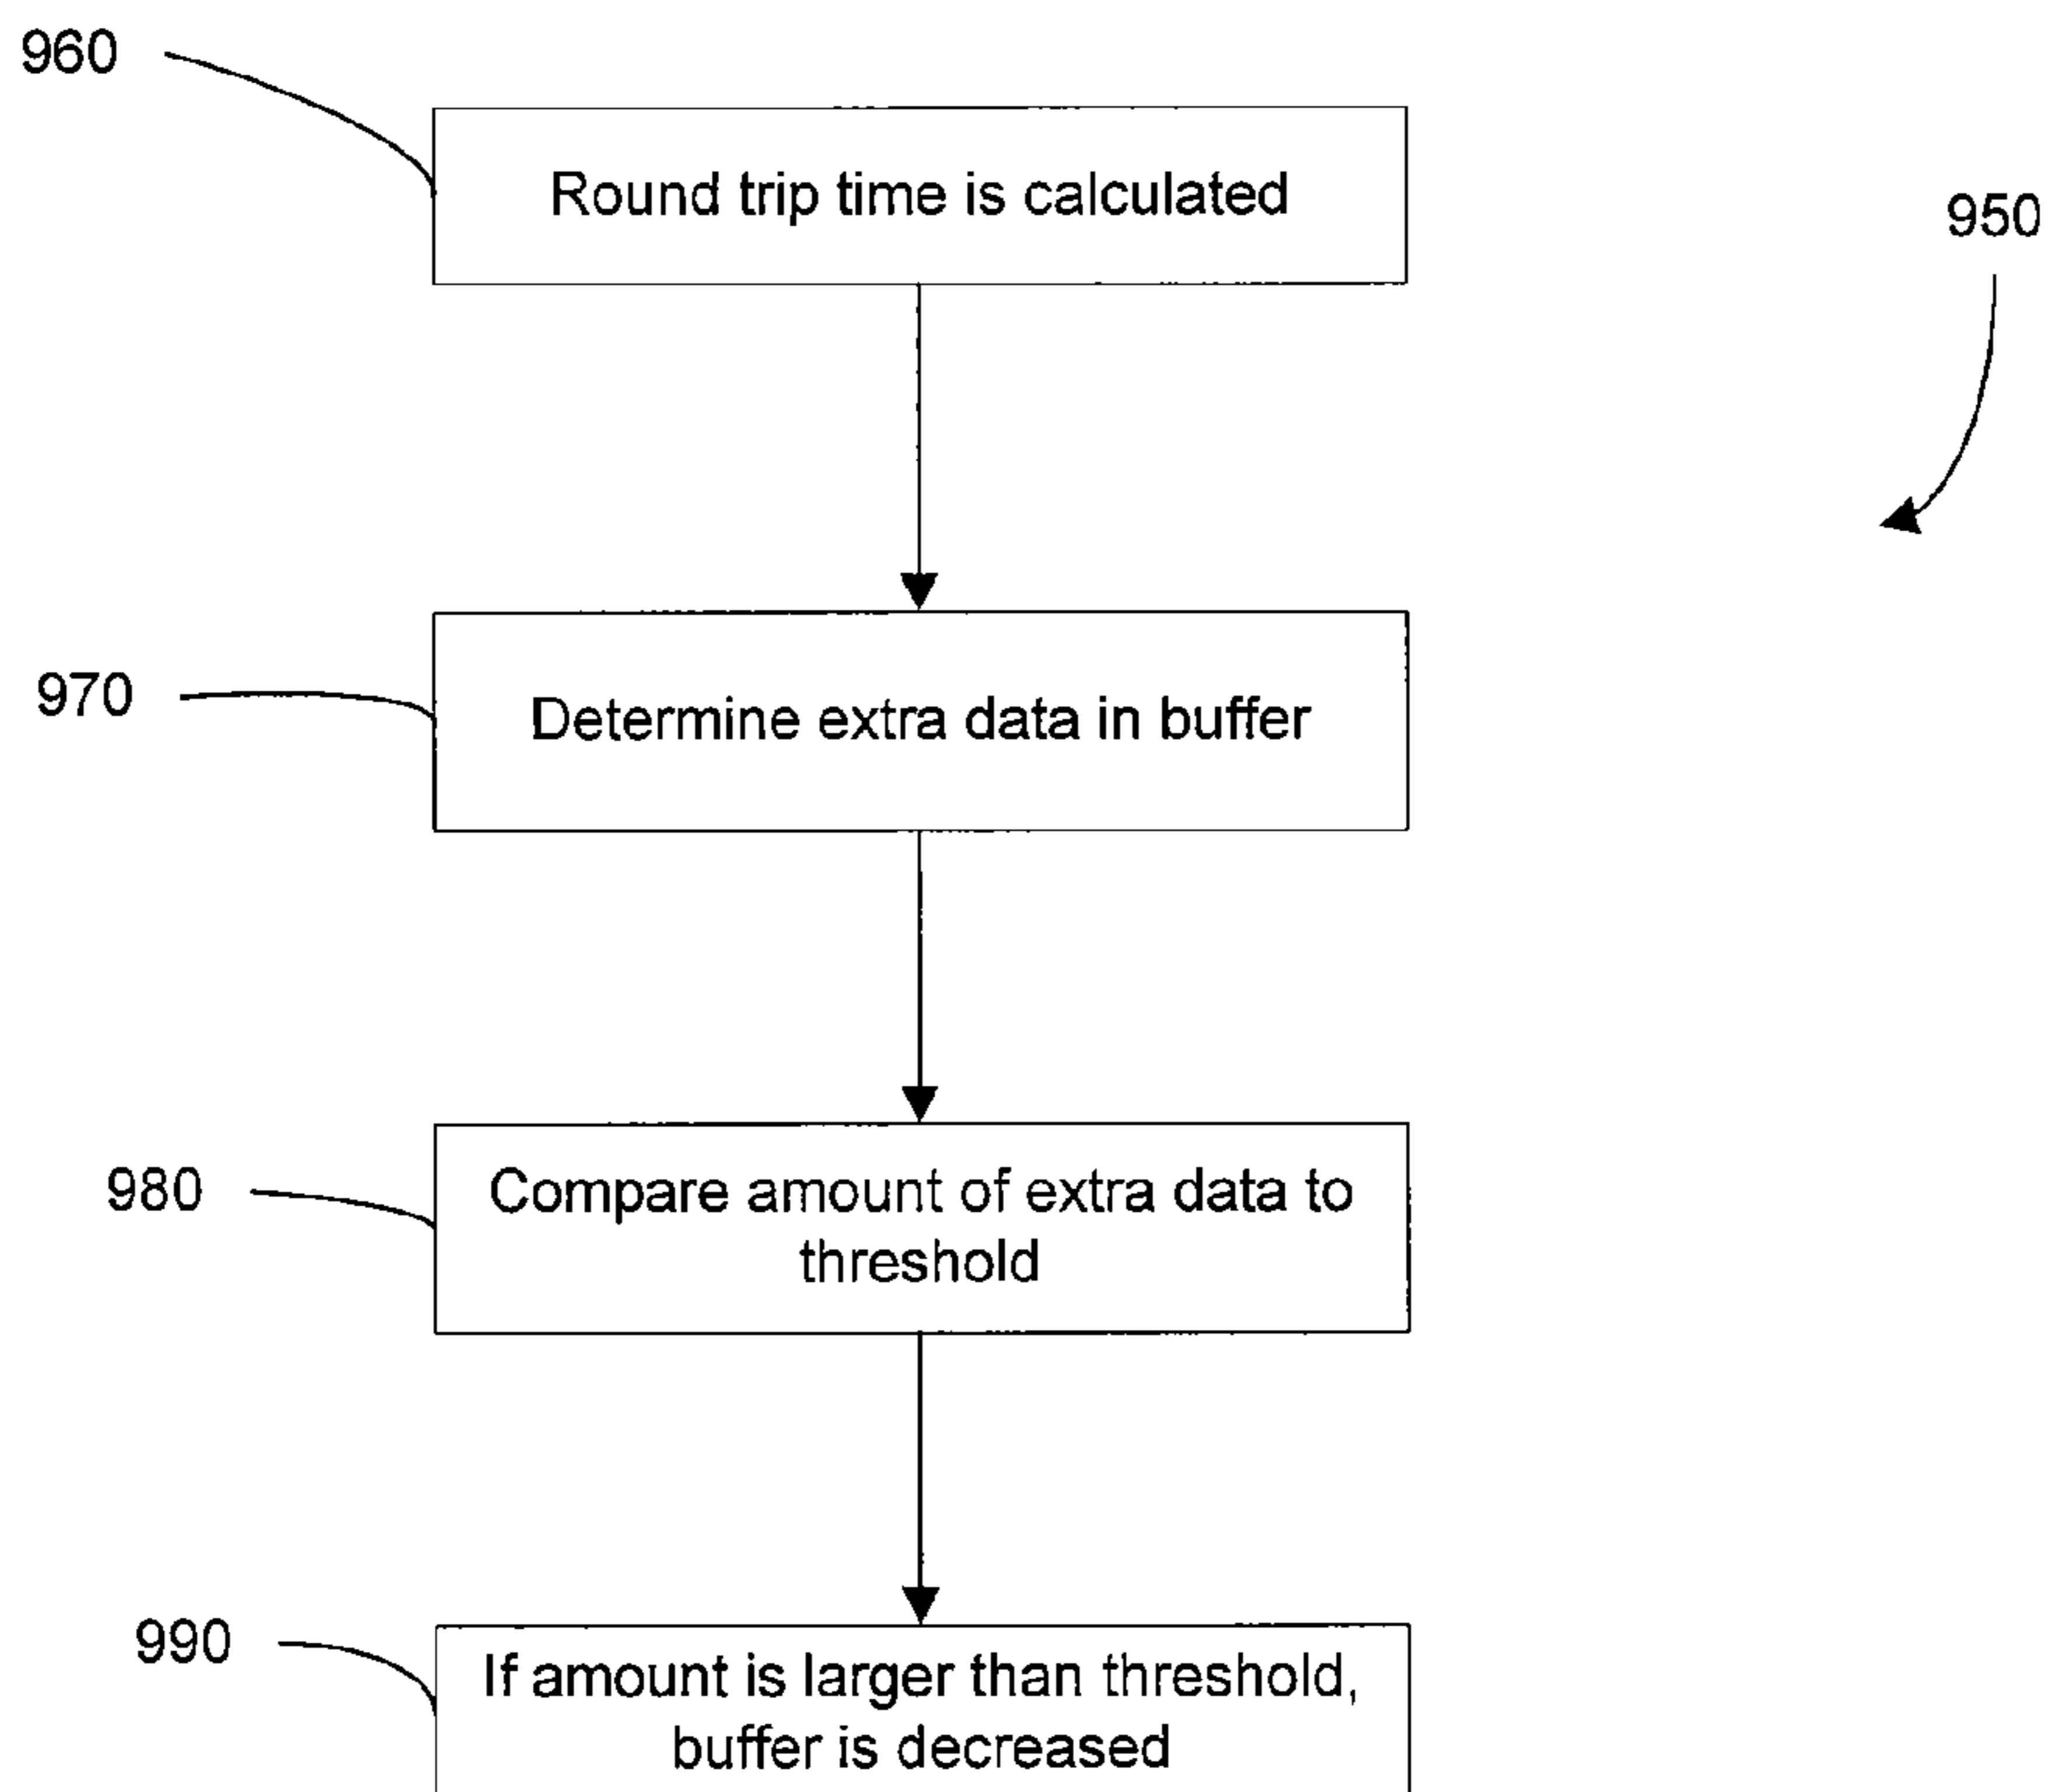 960
Round trip time is calculated
950
970
Determine extra data in buffer
980
Compare amount of extra data to
threshold
990
If amount is larger than threshold,
buffer is decreased